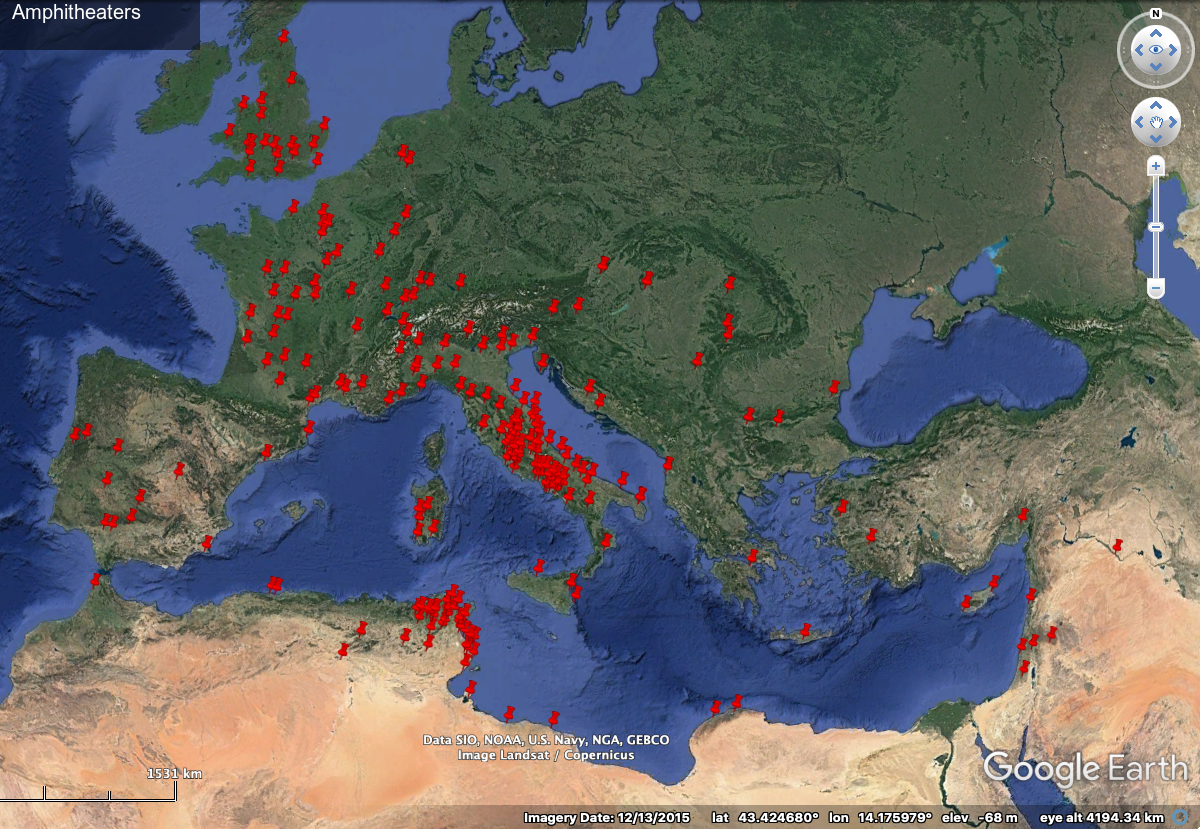 Amphitheaters
N
Data SIO, NOAA, U.S. Navy, NGA, GEBCO
Image Landsat / Copernicus
1531 km
Google Earth
Imagery Date: 12/13/2015 lat 43.424680° lon 14.175979° elev -68 m eye alt 4194.34 km